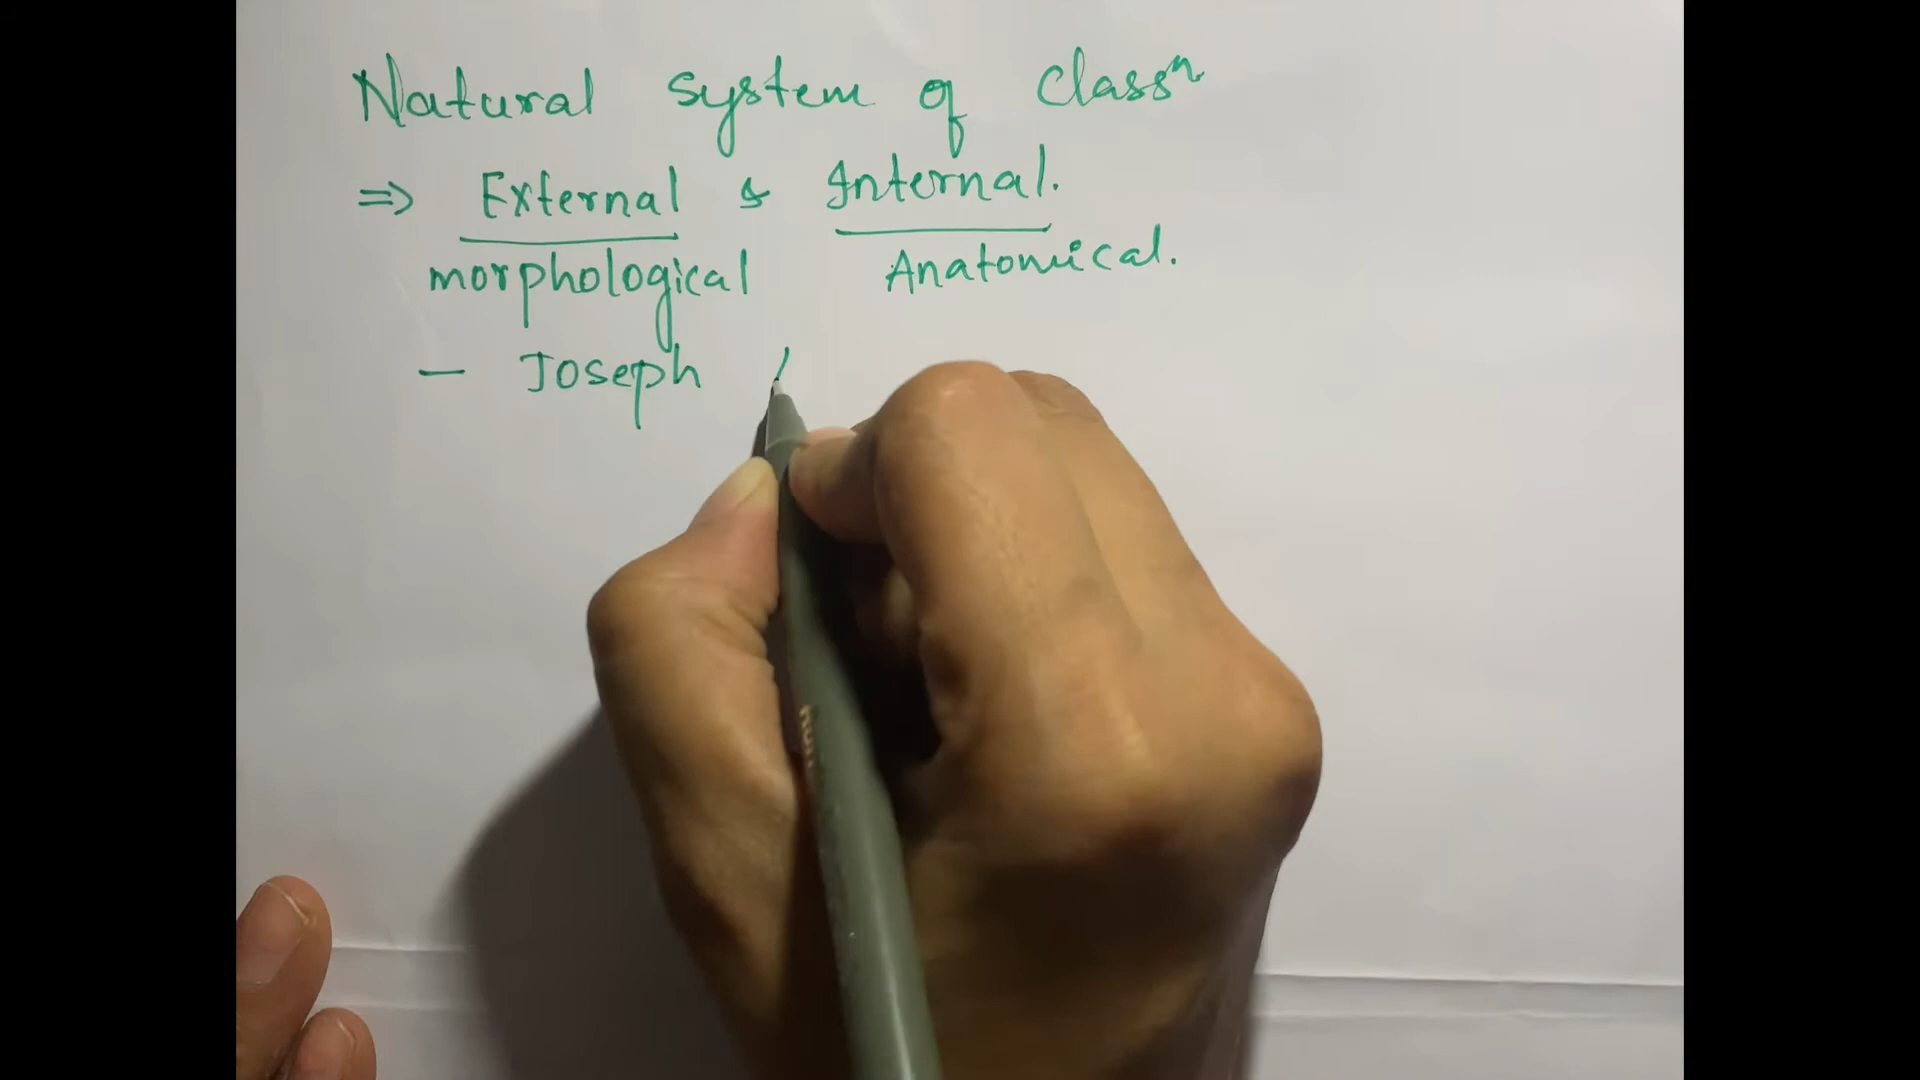 Natural system of classⁿ
⇒ External & Internal.
morphological Anatomical.
- Joseph